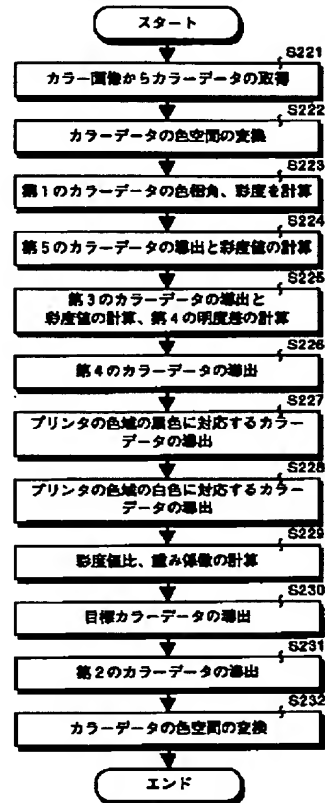 スタート
S221
カラー画像からカラーデータの取得
S222
カラーデータの色空間の変換
S223
第1のカラーデータの色相角、彩度を計算
S224
第5のカラーデータの導出と彩度値の計算
S225
第3のカラーデータの導出と
彩度値の計算、第4の明度差の計算
S226
第4のカラーデータの導出
S227
プリンタの色域の黒色に対応するカラー
データの導出
S228
プリンタの色域の白色に対応するカラー
データの導出
S229
彩度値比、重み係数の計算
S230
目標カラーデータの導出
S231
第2のカラーデータの導出
S232
カラーデータの色空間の変換
エンド